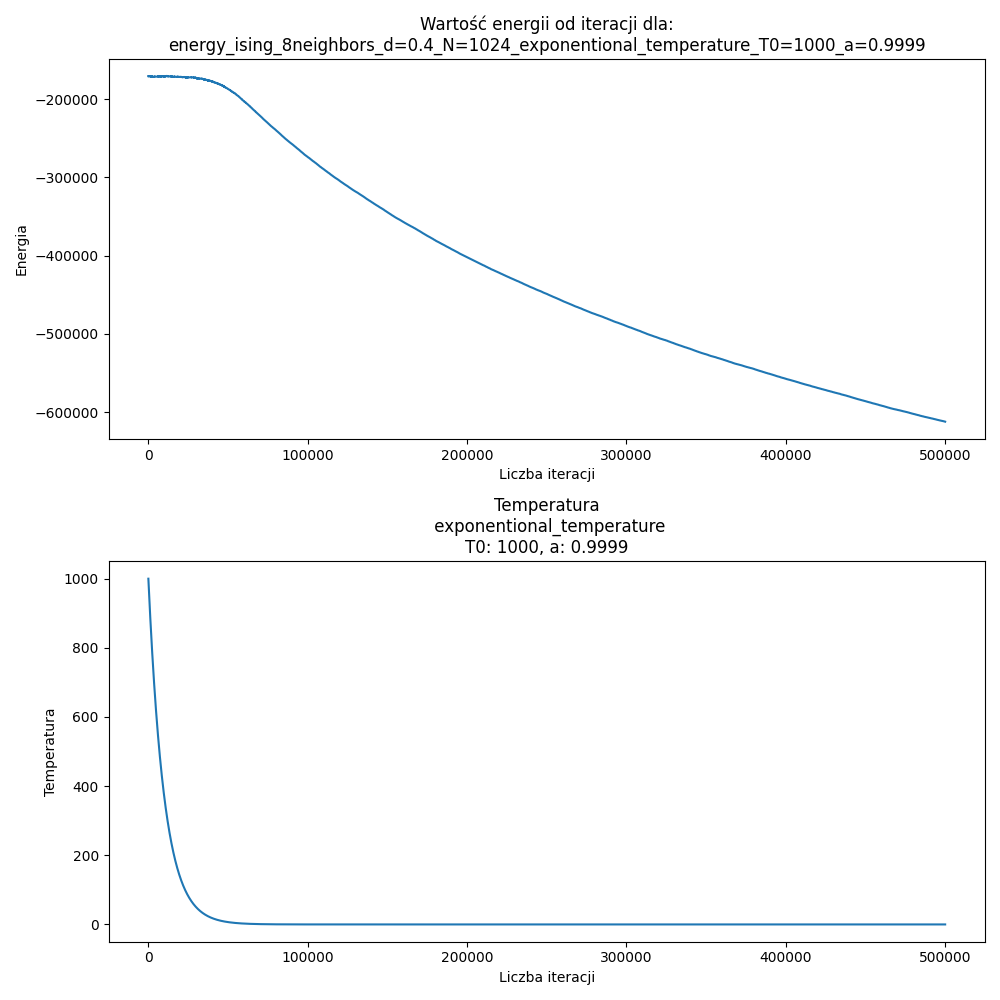 Wartość energii od iteracji dla:
energy_ising_8neighbors_d=0.4_N=1024_exponentional_temperature_T0=1000_a=0.9999
−200000
−300000
−400000
−500000
−600000
Energia
0 100000 200000 300000 400000 500000
Liczba iteracji
Temperatura
exponentional_temperature
T0: 1000, a: 0.9999
1000
800
600
400
200
0
Temperatura
0 100000 200000 300000 400000 500000
Liczba iteracji